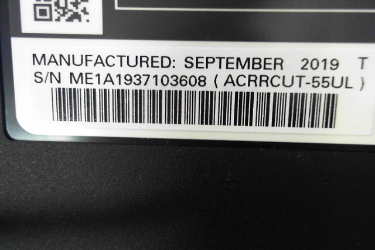 MANUFACTURED: SEPTEMBER 2019 T
S/N ME1A1937103608 ( ACRRCUT-55UL )